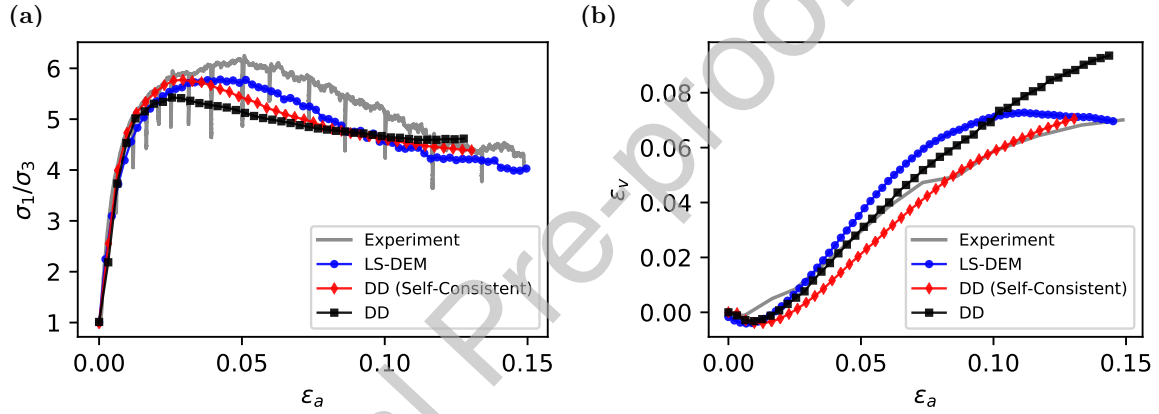 (a)
σ1/σ3
6
5
4
3
2
1
0.00
0.05
0.10
0.15
εa
Experiment
LS-DEM
DD (Self-Consistent)
DD
(b)
εv
0.08
0.06
0.04
0.02
0.00
0.00
0.05
0.10
0.15
εa
Experiment
LS-DEM
DD (Self-Consistent)
DD
al Pre-proo